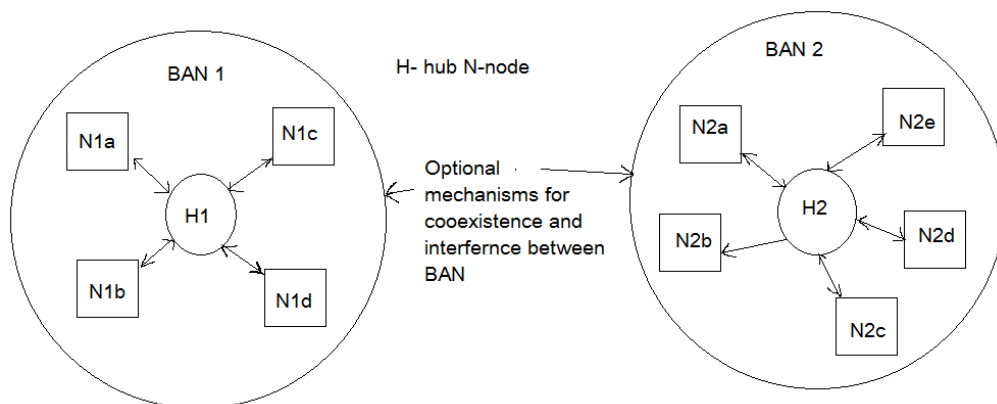 BAN 1
H- hub N-node
BAN 2
N1a
N1c
H1
N1b
N1d
Optional
mechanisms for
cooexistence and
interfernce between
BAN
N2a
N2e
H2
N2b
N2d
N2c